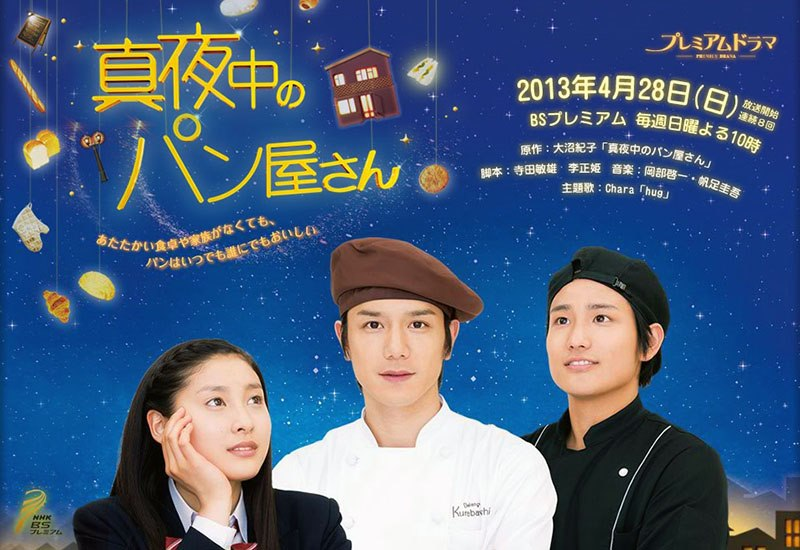 真夜中の
パン屋さん
あたたかい食卓や家族がなくても、
パンはいつでも誰にでもおいしい
プレミアムドラマ
PREMIUM DRAMA
2013年4月28日(日)放送開始
連続8回
BSプレミアム 毎週日曜よる10時
原作:大沼紀子「真夜中のパン屋さん」
脚本:寺田敏雄 李正姫 音楽:岡部啓一・帆足圭吾
主題歌:Chara「hug」
Kurebashi
NHK
BS
プレミアム